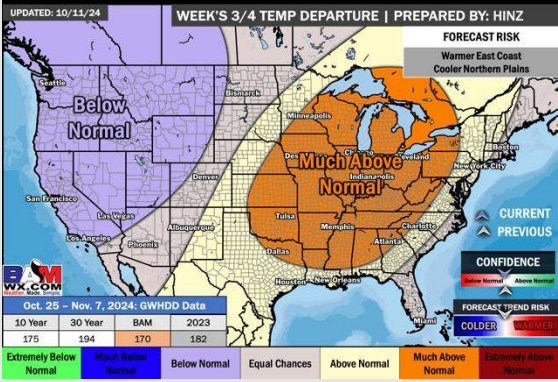 UPDATED: 10/11/24
WEEK'S 3/4 TEMP DEPARTURE | PREPARED BY: HINZ
FORECAST RISK
Warmer East Coast
Cooler Northern Plains
Seattle
Bismarck
Below
Normal
Minneapolis
Boston
Des
Cleveland
New York City
Much Above
Normal
Indianapolis
Denver
San Francisco
Las Vegas
Los Angeles
Albuquerque
Phoenix
Tulsa
Memphis
Charlotte
Atlanta
Dallas
Houston
New Orleans
Miami
CURRENT
PREVIOUS
CONFIDENCE
Below Normal
Above Normal
FORECAST TREND RISK
COLDER
WARMER
BAM
WX.COM
Weather Made Simple
Oct. 25 – Nov. 7, 2024: GWHDD Data
10 Year 30 Year BAM 2023
175 194 170 182
Extremely Below Normal
Much Below Normal
Below Normal
Equal Chances
Above Normal
Much Above Normal
Extremely Above Normal